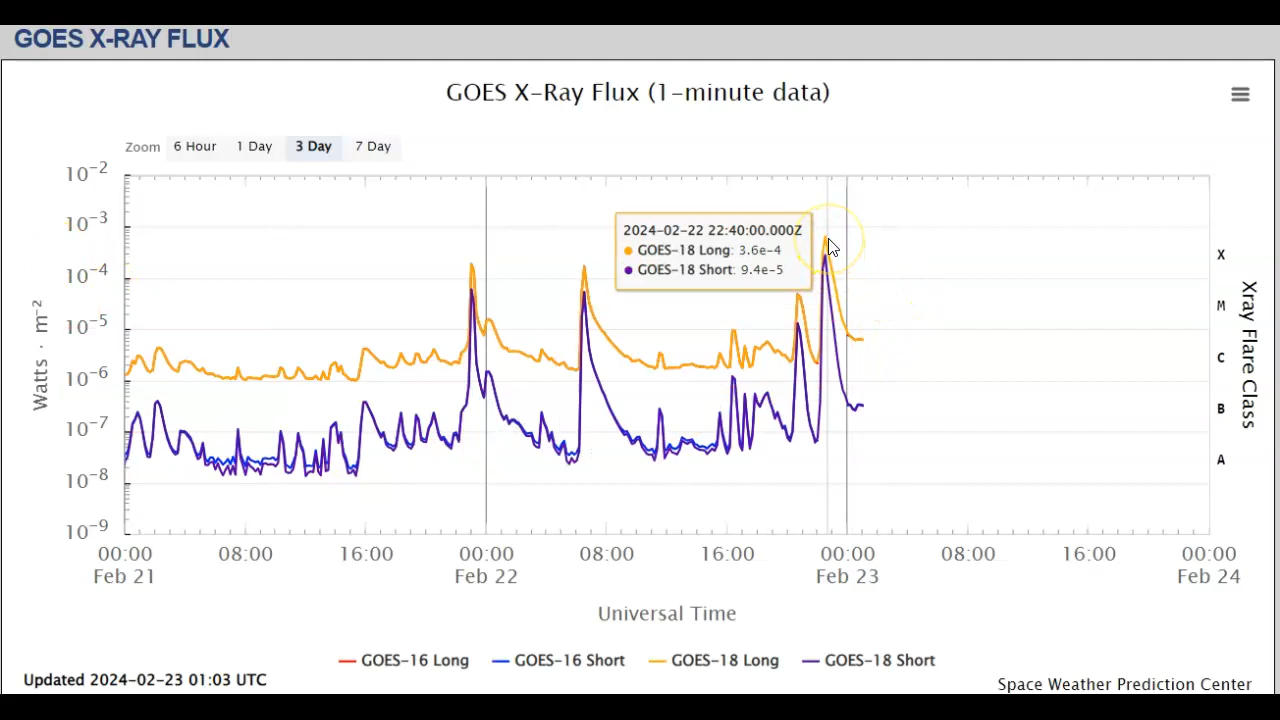 GOES X-RAY FLUX
GOES X-Ray Flux (1-minute data)
Zoom 6 Hour 1 Day 3 Day 7 Day
10⁻²
10⁻³
10⁻⁴
10⁻⁵
10⁻⁶
10⁻⁷
10⁻⁸
10⁻⁹
Watts · m⁻²
2024-02-22 22:40:00.000Z
GOES-18 Long: 3.6e-4
GOES-18 Short: 9.4e-5
X
M
C
B
A
Xray Flare Class
00:00 08:00 16:00 00:00 08:00 16:00 00:00 08:00 16:00 00:00
Feb 21 Feb 22 Feb 23 Feb 24
Universal Time
GOES-16 Long GOES-16 Short GOES-18 Long GOES-18 Short
Updated 2024-02-23 01:03 UTC
Space Weather Prediction Center